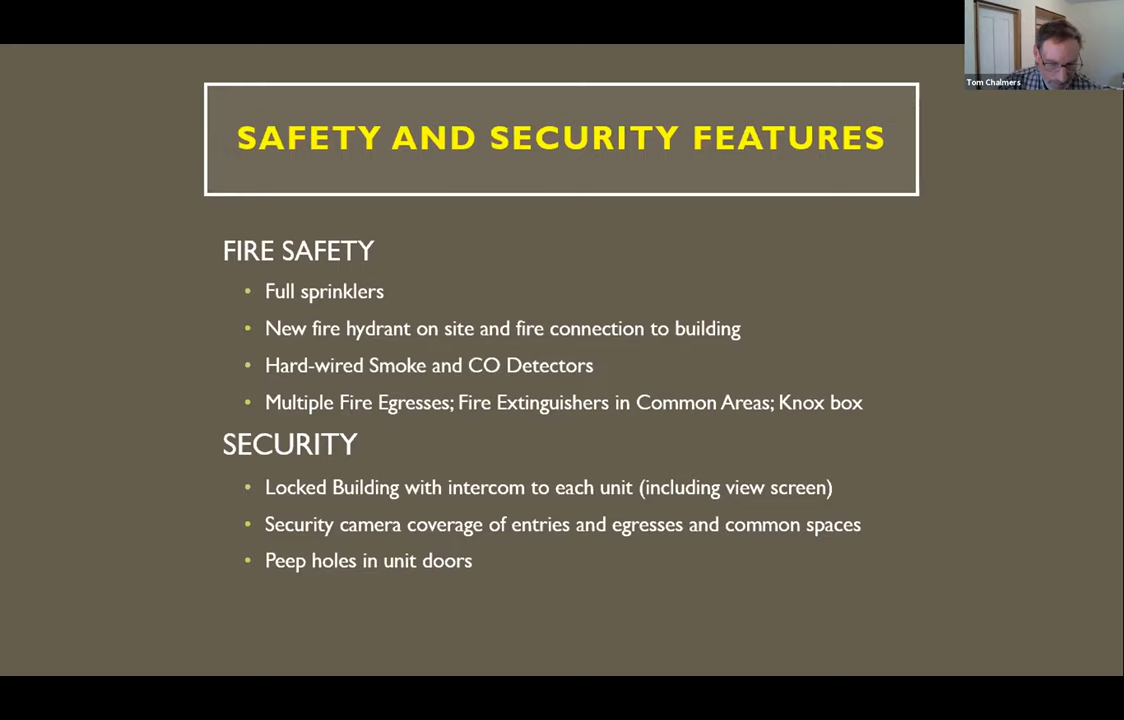 Tom Chalmers
SAFETY AND SECURITY FEATURES
FIRE SAFETY
• Full sprinklers
• New fire hydrant on site and fire connection to building
• Hard-wired Smoke and CO Detectors
• Multiple Fire Egresses; Fire Extinguishers in Common Areas; Knox box
SECURITY
• Locked Building with intercom to each unit (including view screen)
• Security camera coverage of entries and egresses and common spaces
• Peep holes in unit doors